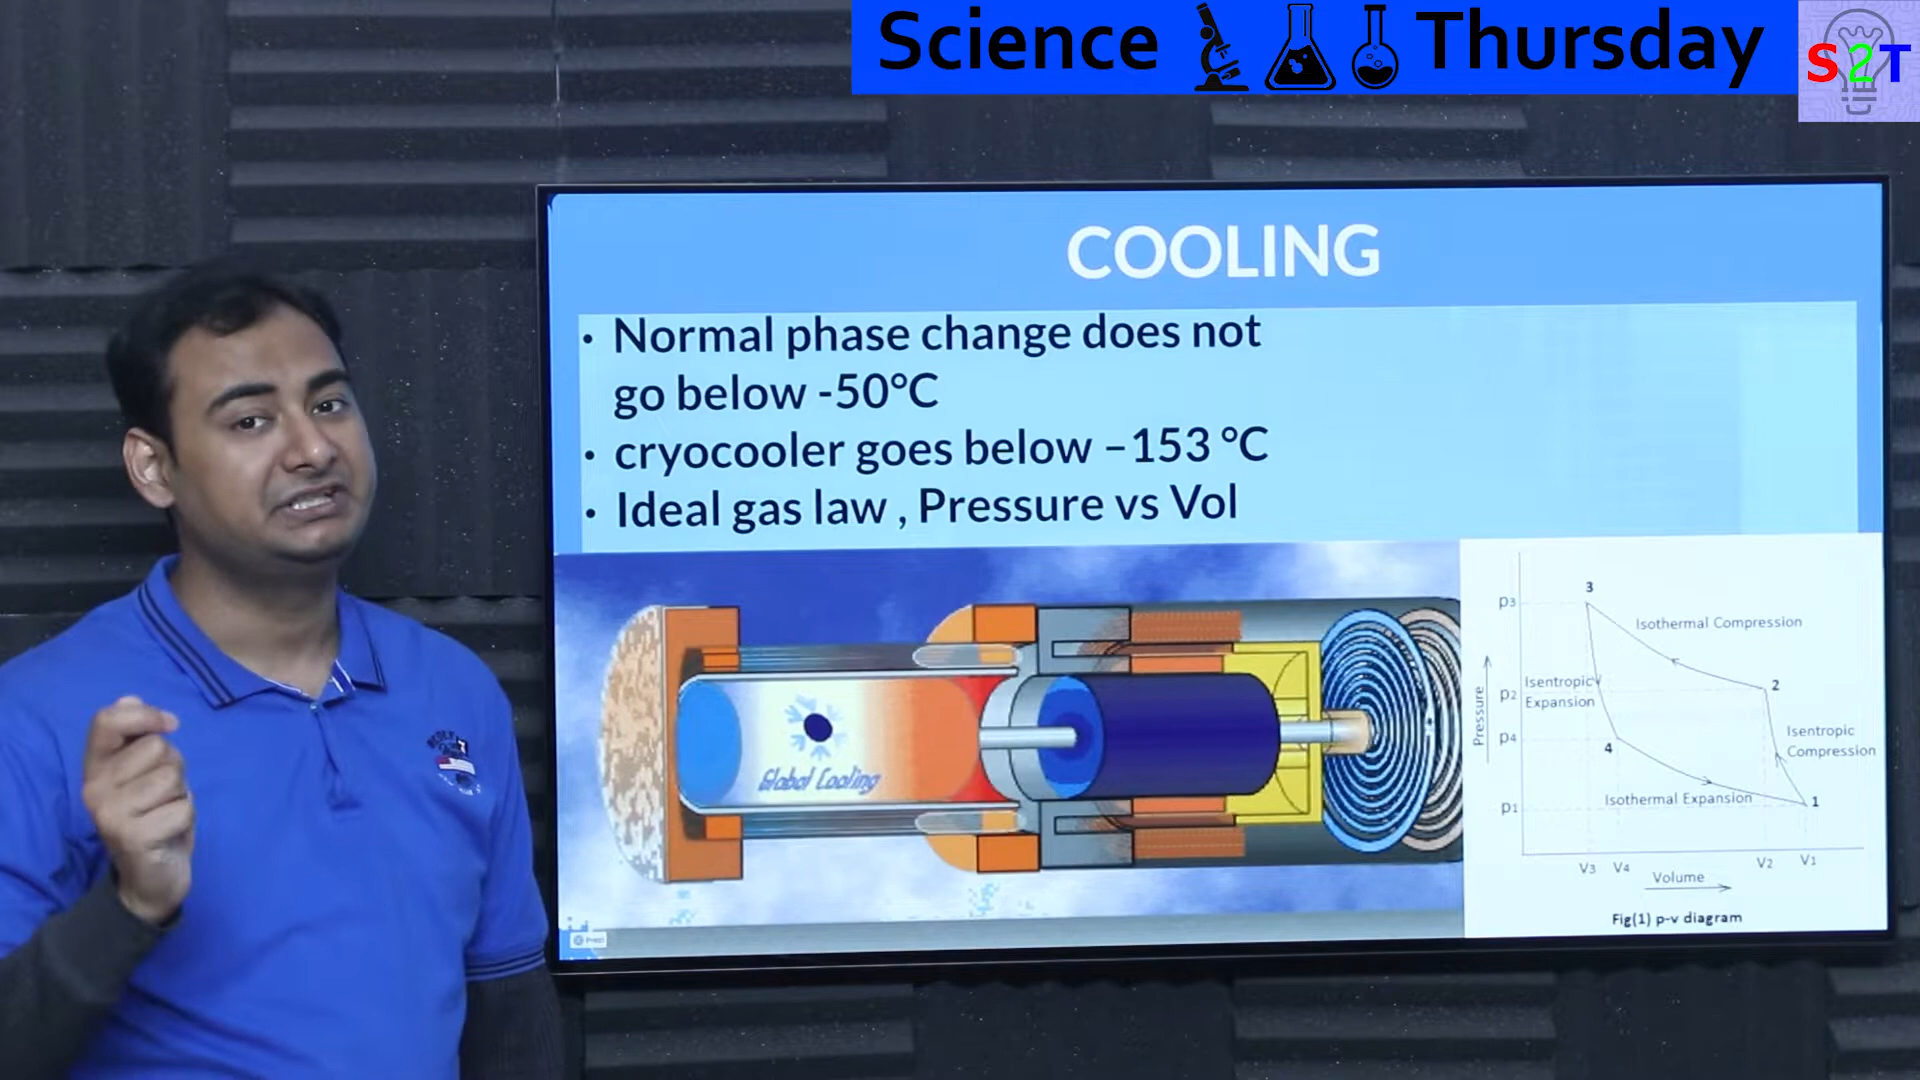 Science Thursday
S2T
COOLING
• Normal phase change does not
go below -50°C
• cryocooler goes below –153 °C
• Ideal gas law , Pressure vs Vol
Global Cooling
3
P3
Isothermal Compression
2
Isentropic
Expansion
P2
Pressure
P4
4
Isentropic
Compression
Isothermal Expansion
1
P1
V3 V4 V2 V1
Volume
Fig(1) p-v diagram